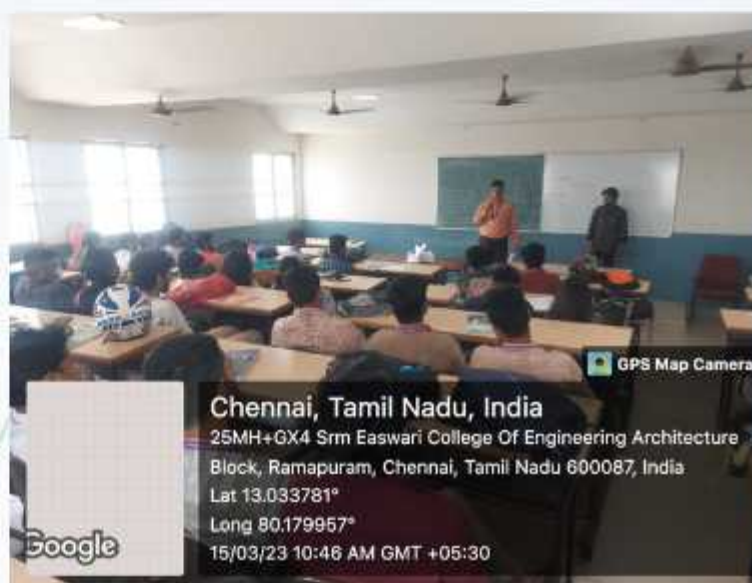 GPS Map Camera
Chennai, Tamil Nadu, India
25MH+GX4 Srm Easwari College Of Engineering Architecture
Block, Ramapuram, Chennai, Tamil Nadu 600087, India
Lat 13.033781°
Long 80.179957°
15/03/23 10:46 AM GMT +05:30
Google